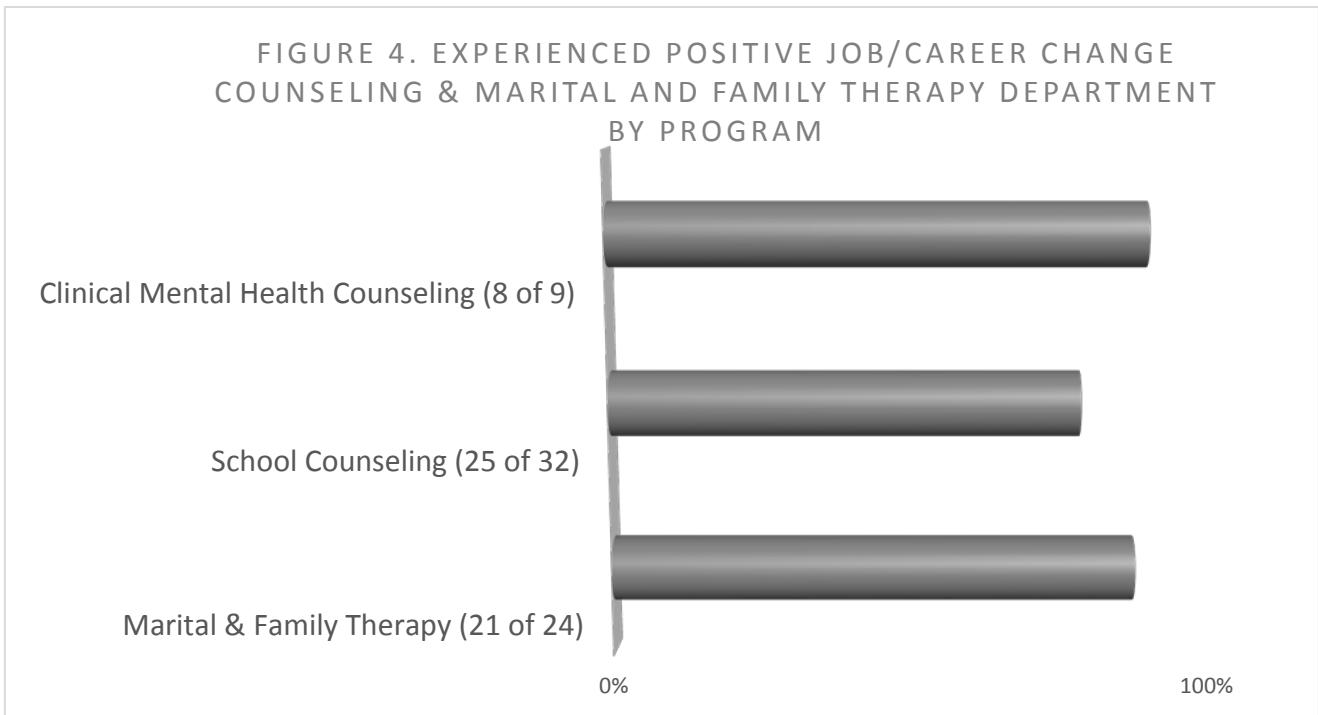 FIGURE 4. EXPERIENCED POSITIVE JOB/CAREER CHANGE
COUNSELING & MARITAL AND FAMILY THERAPY DEPARTMENT
BY PROGRAM
Clinical Mental Health Counseling (8 of 9)
School Counseling (25 of 32)
Marital & Family Therapy (21 of 24)
0% 100%